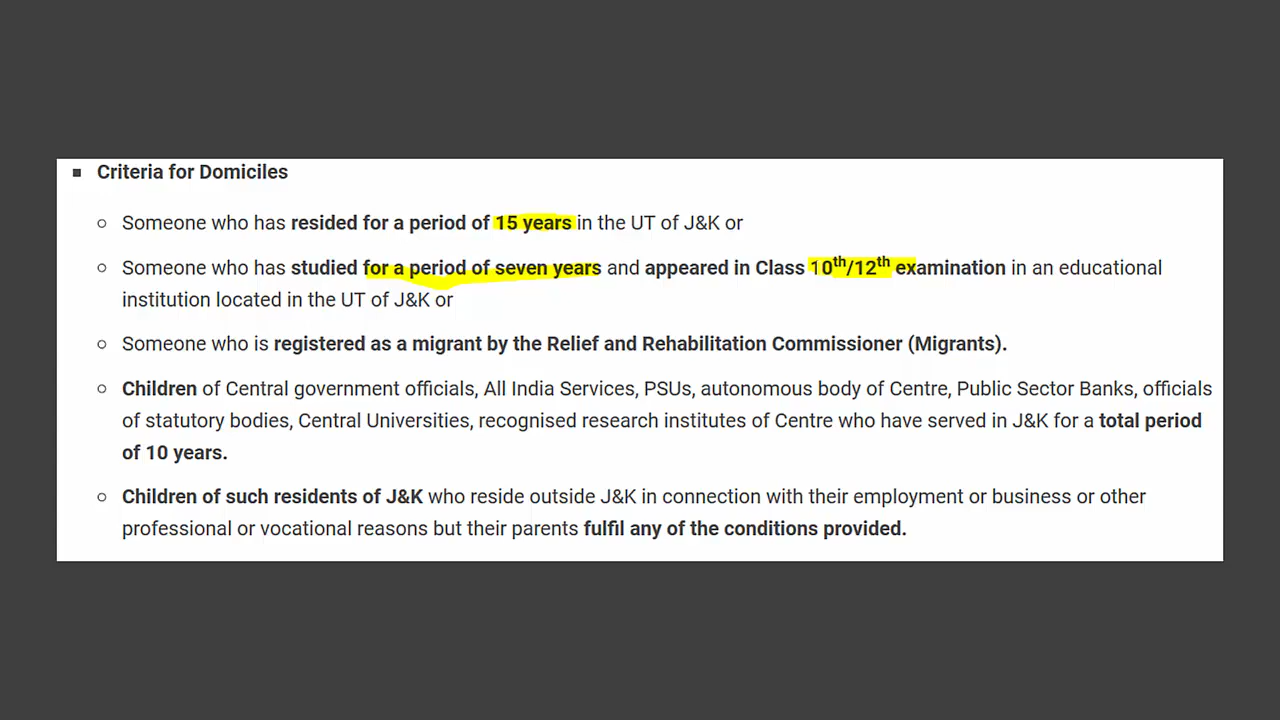 Criteria for Domiciles
Someone who has resided for a period of 15 years in the UT of J&K or
Someone who has studied for a period of seven years and appeared in Class 10th/12th examination in an educational
institution located in the UT of J&K or
Someone who is registered as a migrant by the Relief and Rehabilitation Commissioner (Migrants).
Children of Central government officials, All India Services, PSUs, autonomous body of Centre, Public Sector Banks, officials
of statutory bodies, Central Universities, recognised research institutes of Centre who have served in J&K for a total period
of 10 years.
Children of such residents of J&K who reside outside J&K in connection with their employment or business or other
professional or vocational reasons but their parents fulfil any of the conditions provided.